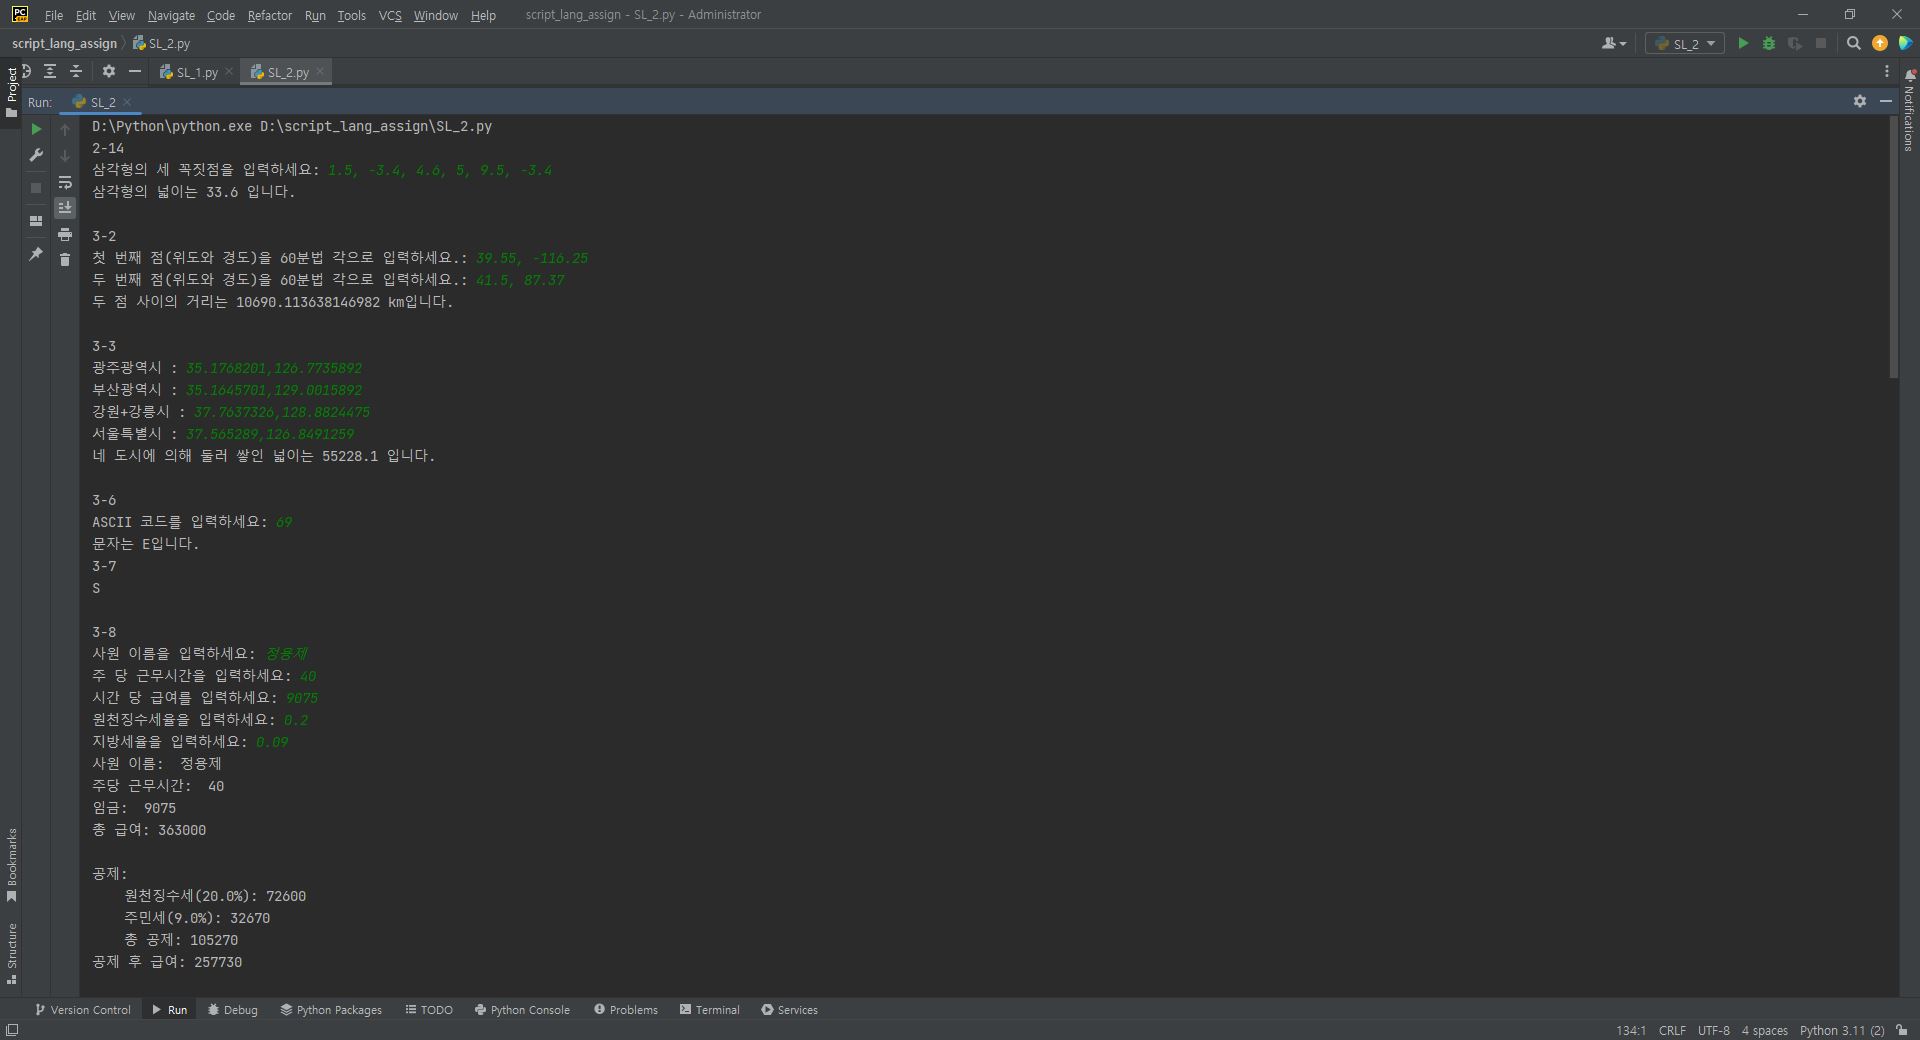 PC
File Edit View Navigate Code Refactor Run Tools VCS Window Help script_lang_assign - SL_2.py - Administrator
script_lang_assign SL_2.py
SL_2
SL_1.py SL_2.py
Project
Notifications
Run: SL_2
D:\Python\python.exe D:\script_lang_assign\SL_2.py
2-14
삼각형의 세 꼭짓점을 입력하세요: 1.5, -3.4, 4.6, 5, 9.5, -3.4
삼각형의 넓이는 33.6 입니다.
3-2
첫 번째 점(위도와 경도)을 60분법 각으로 입력하세요.: 39.55, -116.25
두 번째 점(위도와 경도)을 60분법 각으로 입력하세요.: 41.5, 87.37
두 점 사이의 거리는 10690.113638146982 km입니다.
3-3
광주광역시 : 35.1768201,126.7735892
부산광역시 : 35.1645701,129.0015892
강원+강릉시 : 37.7637326,128.8824475
서울특별시 : 37.565289,126.8491259
네 도시에 의해 둘러 쌓인 넓이는 55228.1 입니다.
3-6
ASCII 코드를 입력하세요: 69
문자는 E입니다.
3-7
S
3-8
사원 이름을 입력하세요: 정용제
주 당 근무시간을 입력하세요: 40
시간 당 급여를 입력하세요: 9075
원천징수세율을 입력하세요: 0.2
지방세율을 입력하세요: 0.09
사원 이름:  정용제
주당 근무시간:  40
임금:  9075
총 급여: 363000
공제:
원천징수세(20.0%): 72600
주민세(9.0%): 32670
총 공제: 105270
공제 후 급여: 257730
Bookmarks
Structure
Version Control Run Debug Python Packages TODO Python Console Problems Terminal Services
134:1 CRLF UTF-8 4 spaces Python 3.11 (2)